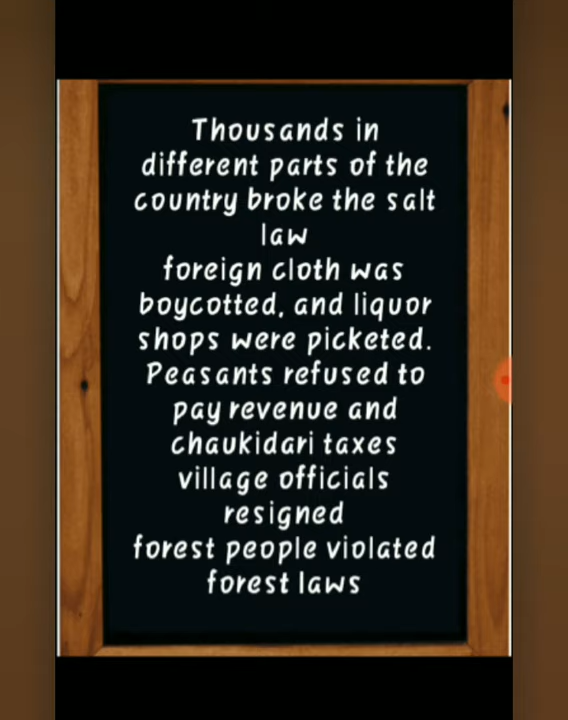 Thousands in
different parts of the
country broke the salt
law
foreign cloth was
boycotted, and liquor
shops were picketed.
Peasants refused to
pay revenue and
chaukidari taxes
village officials
resigned
forest people violated
forest laws